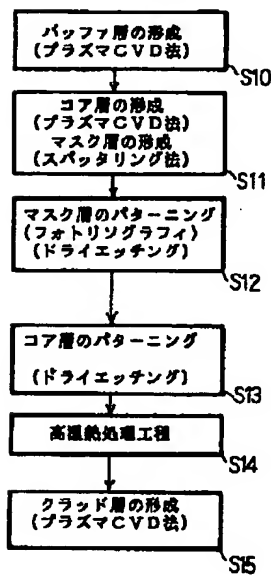 バッファ層の形成
(プラズマCVD法)
S10
コア層の形成
(プラズマCVD法)
マスク層の形成
(スパッタリング法)
S11
マスク層のパターニング
(フォトリソグラフィ)
(ドライエッチング)
S12
コア層のパターニング
(ドライエッチング)
S13
高温熱処理工程
S14
クラッド層の形成
(プラズマCVD法)
S15